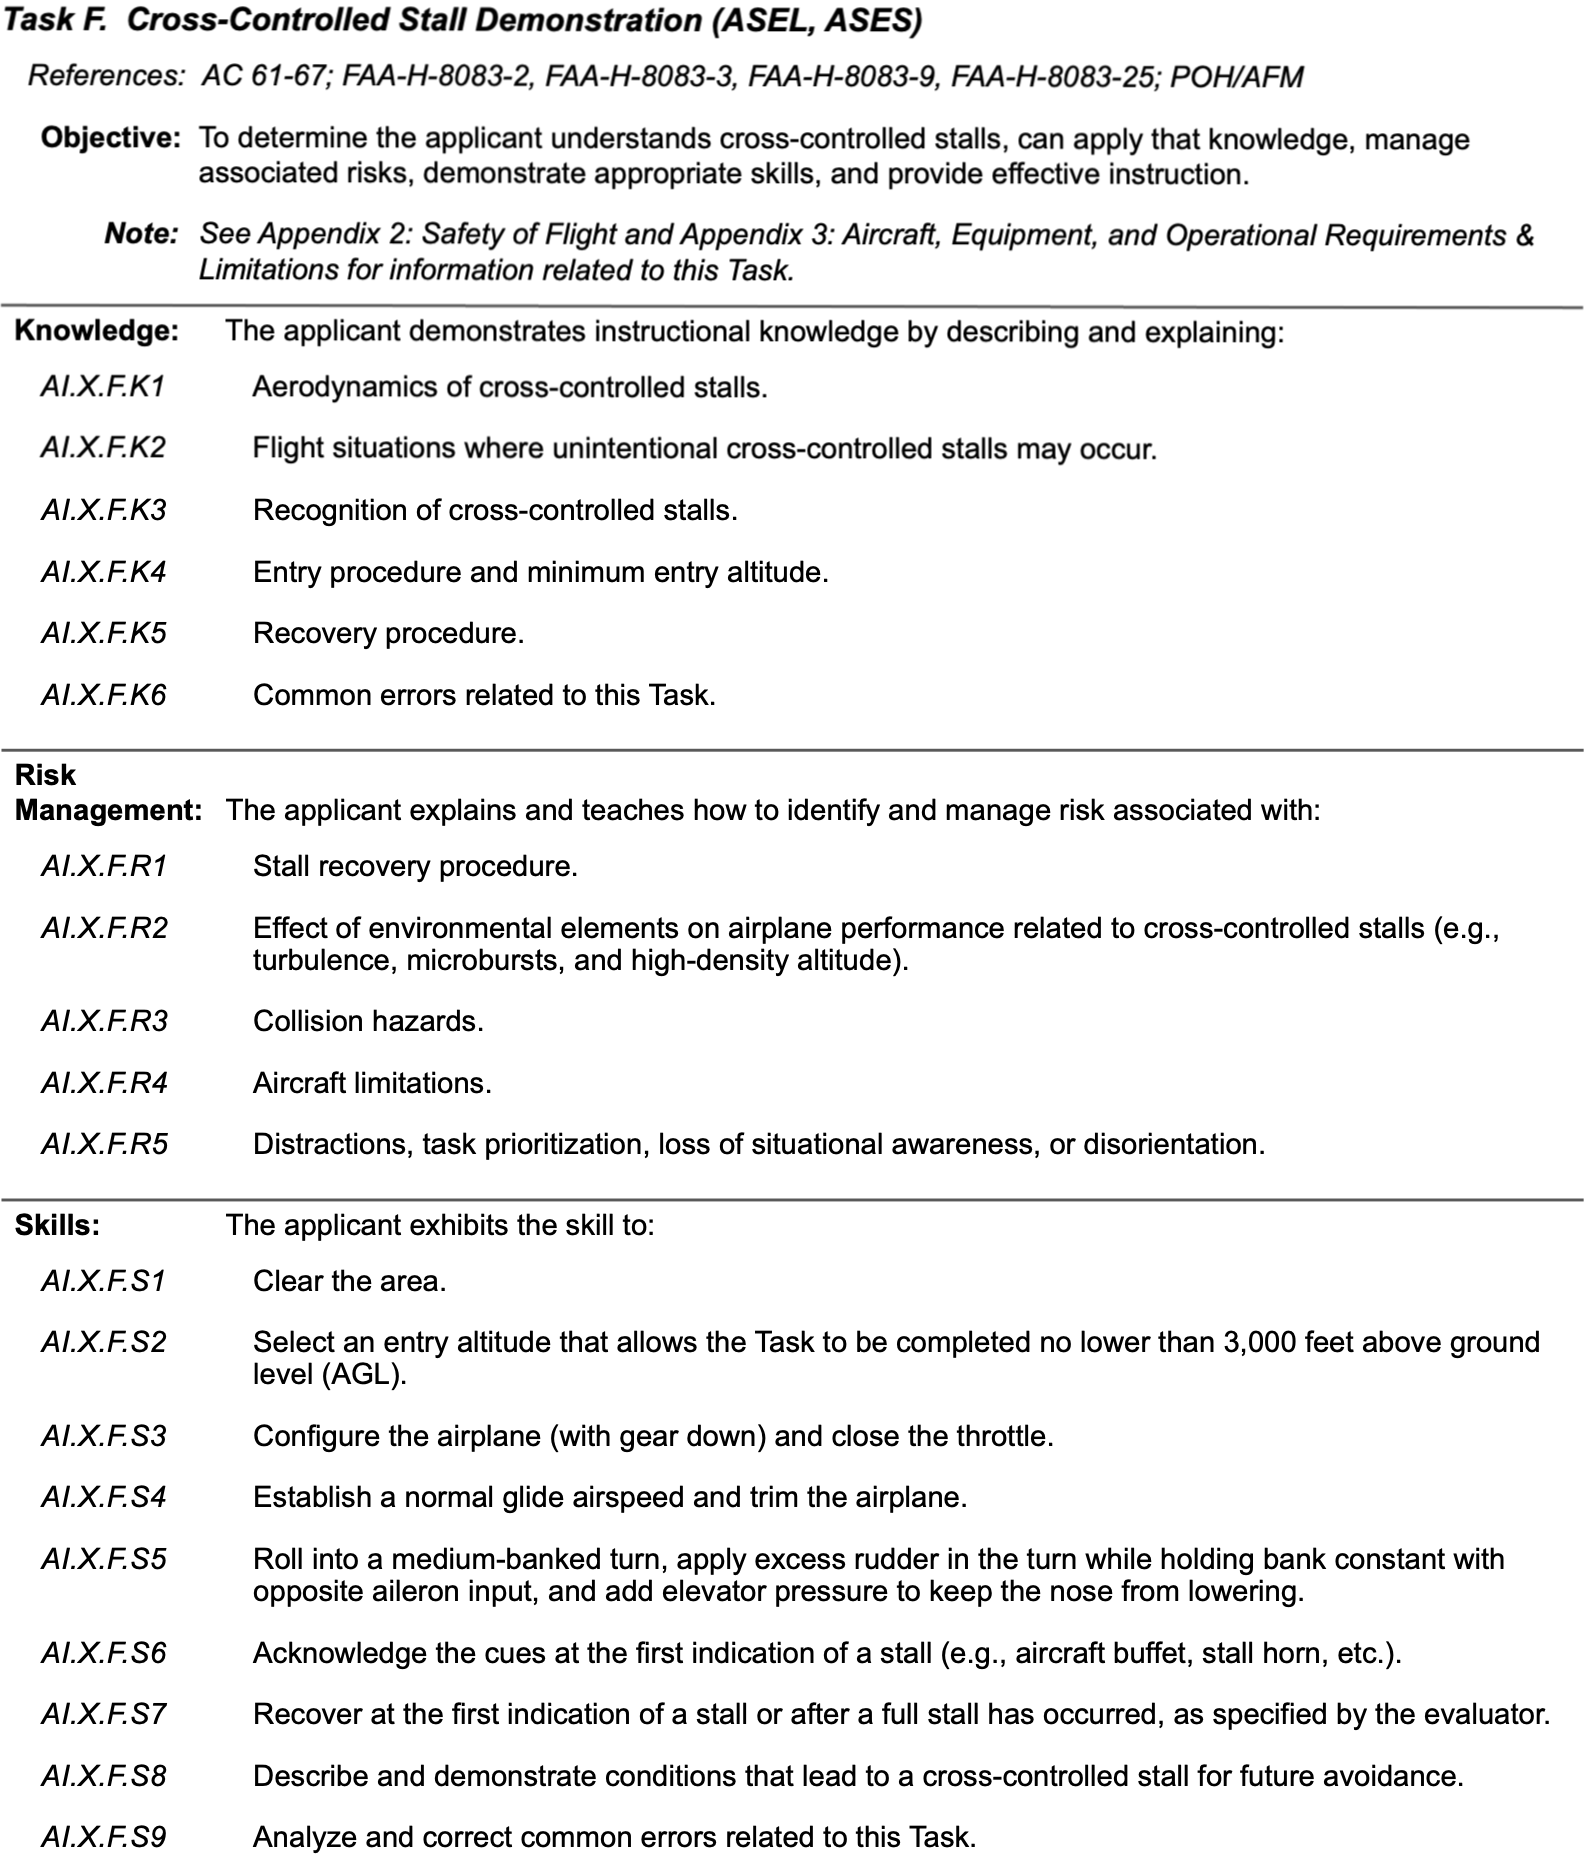 Task F. Cross-Controlled Stall Demonstration (ASEL, ASES)
References: AC 61-67; FAA-H-8083-2, FAA-H-8083-3, FAA-H-8083-9, FAA-H-8083-25; POH/AFM
Objective: To determine the applicant understands cross-controlled stalls, can apply that knowledge, manage
associated risks, demonstrate appropriate skills, and provide effective instruction.
Note: See Appendix 2: Safety of Flight and Appendix 3: Aircraft, Equipment, and Operational Requirements &
Limitations for information related to this Task.
Knowledge: The applicant demonstrates instructional knowledge by describing and explaining:
AI.X.F.K1 Aerodynamics of cross-controlled stalls.
AI.X.F.K2 Flight situations where unintentional cross-controlled stalls may occur.
AI.X.F.K3 Recognition of cross-controlled stalls.
AI.X.F.K4 Entry procedure and minimum entry altitude.
AI.X.F.K5 Recovery procedure.
AI.X.F.K6 Common errors related to this Task.
Risk
Management: The applicant explains and teaches how to identify and manage risk associated with:
AI.X.F.R1 Stall recovery procedure.
AI.X.F.R2 Effect of environmental elements on airplane performance related to cross-controlled stalls (e.g.,
turbulence, microbursts, and high-density altitude).
AI.X.F.R3 Collision hazards.
AI.X.F.R4 Aircraft limitations.
AI.X.F.R5 Distractions, task prioritization, loss of situational awareness, or disorientation.
Skills: The applicant exhibits the skill to:
AI.X.F.S1 Clear the area.
AI.X.F.S2 Select an entry altitude that allows the Task to be completed no lower than 3,000 feet above ground
level (AGL).
AI.X.F.S3 Configure the airplane (with gear down) and close the throttle.
AI.X.F.S4 Establish a normal glide airspeed and trim the airplane.
AI.X.F.S5 Roll into a medium-banked turn, apply excess rudder in the turn while holding bank constant with
opposite aileron input, and add elevator pressure to keep the nose from lowering.
AI.X.F.S6 Acknowledge the cues at the first indication of a stall (e.g., aircraft buffet, stall horn, etc.).
AI.X.F.S7 Recover at the first indication of a stall or after a full stall has occurred, as specified by the evaluator.
AI.X.F.S8 Describe and demonstrate conditions that lead to a cross-controlled stall for future avoidance.
AI.X.F.S9 Analyze and correct common errors related to this Task.